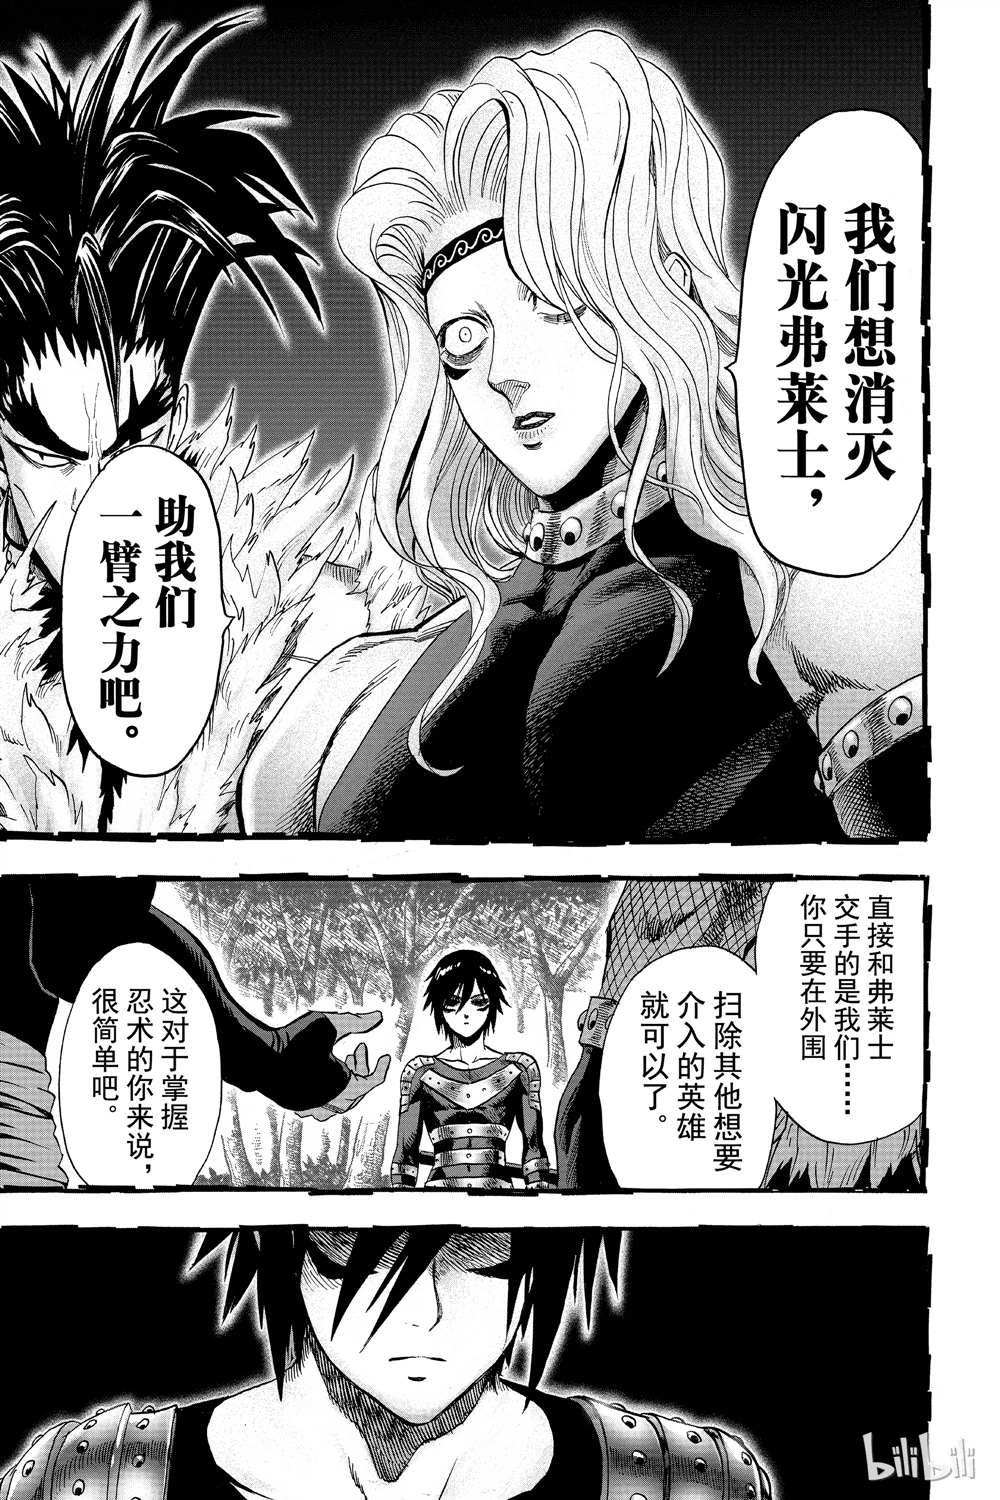 我们想消灭
闪光弗莱士，
助我们
一臂之力吧。
直接和弗莱士
交手的是我们……
你只要在外围
扫除其他想要
介入的英雄
就可以了。
这对于掌握
忍术的你来说，
很简单吧。
bilibili